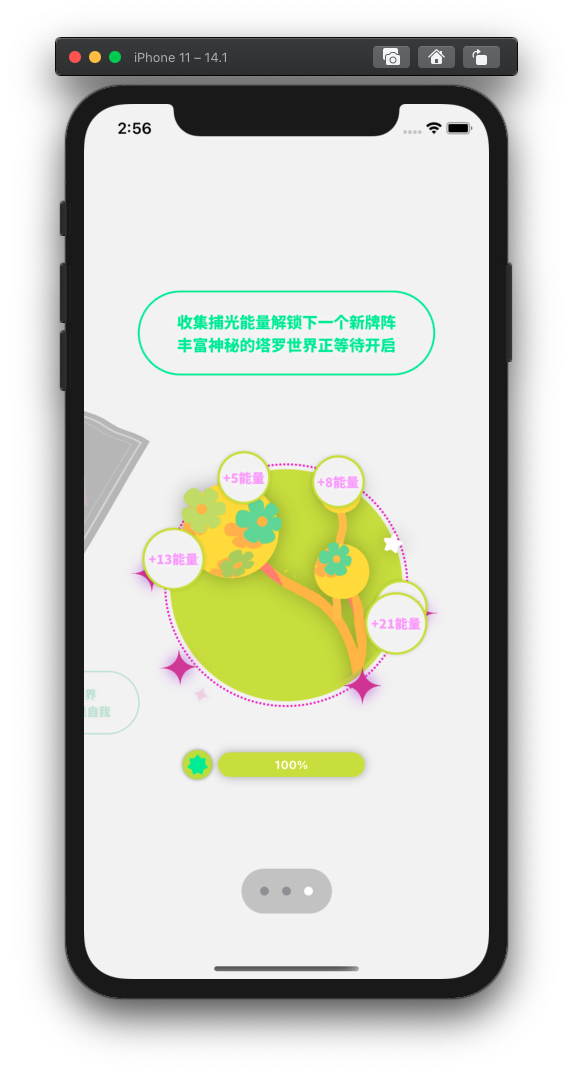 iPhone 11 – 14.1
2:56
收集捕光能量解锁下一个新牌阵
丰富神秘的塔罗世界正等待开启
+5能量
+8能量
+13能量
+21能量
界
自我
100%